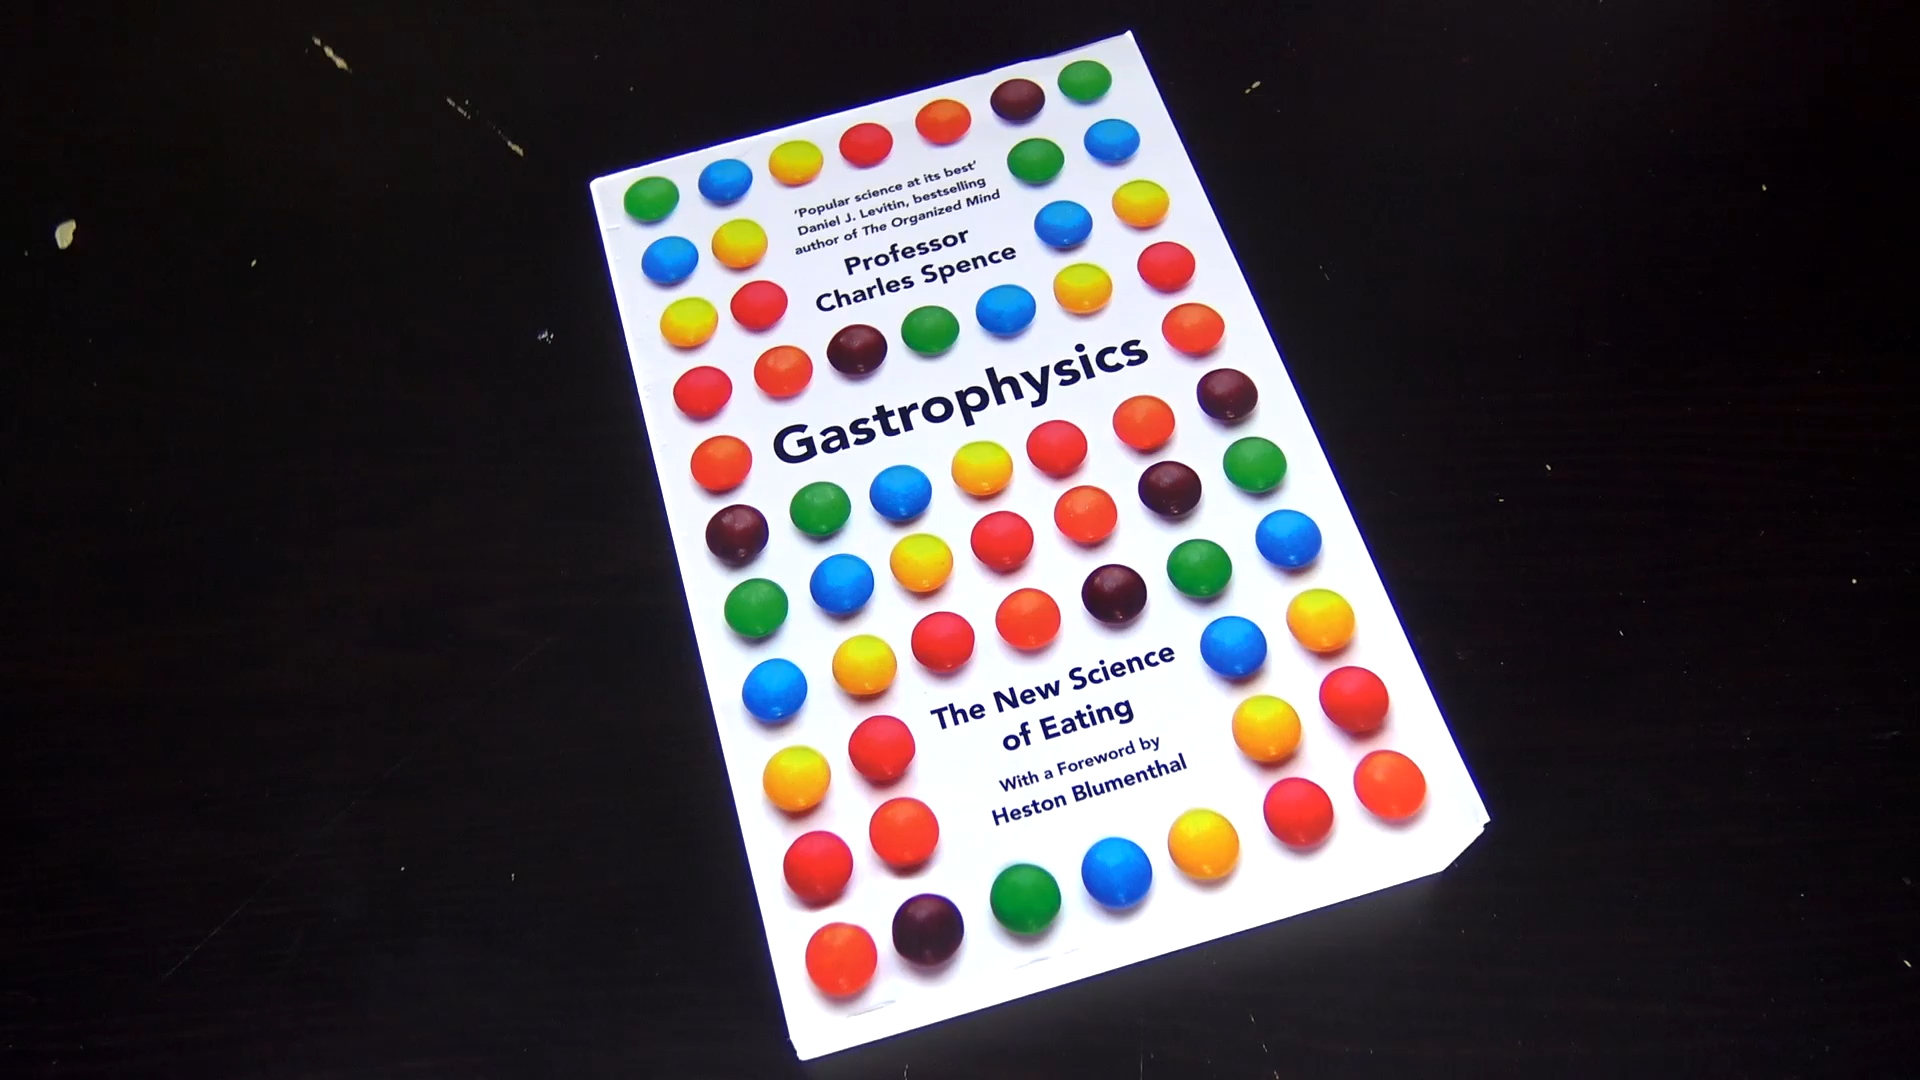 'Popular science at its best'
Daniel J. Levitin, bestselling
author of The Organized Mind
Professor
Charles Spence
Gastrophysics
The New Science
of Eating
With a Foreword by
Heston Blumenthal